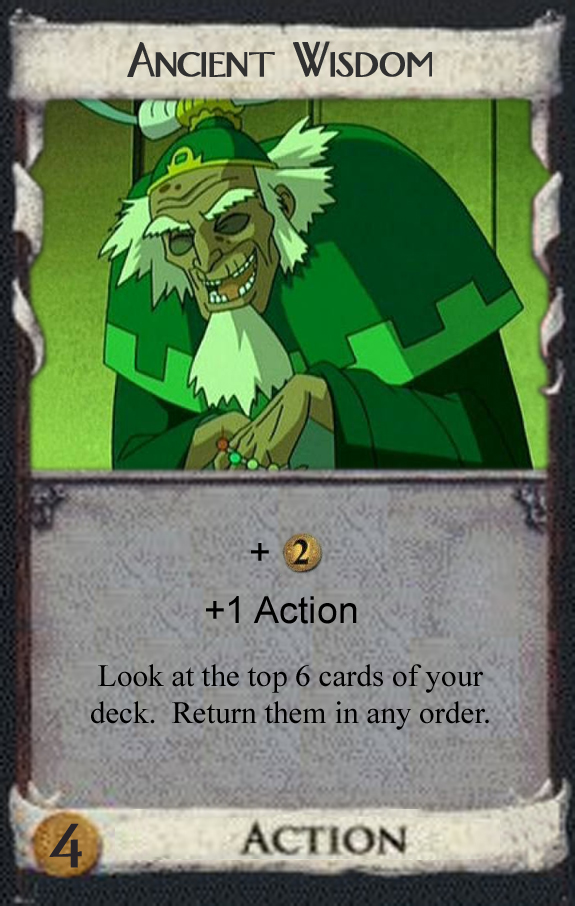 Ancient Wisdom
+ 2
+1 Action
Look at the top 6 cards of your
deck. Return them in any order.
4
Action